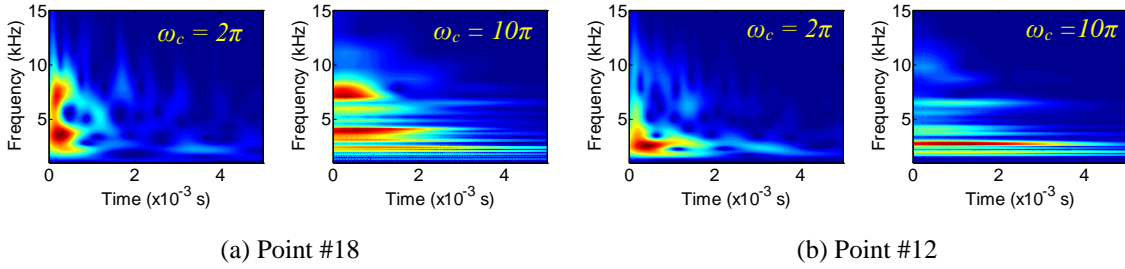 15
10
5
Frequency (kHz)
ω_c = 2π
0
2
4
Time (x10⁻³ s)
15
10
5
Frequency (kHz)
ω_c = 10π
0
2
4
Time (x10⁻³ s)
(a) Point #18
15
10
5
Frequency (kHz)
ω_c = 2π
0
2
4
Time (x10⁻³ s)
15
10
5
Frequency (kHz)
ω_c =10π
0
2
4
Time (x10⁻³ s)
(b) Point #12